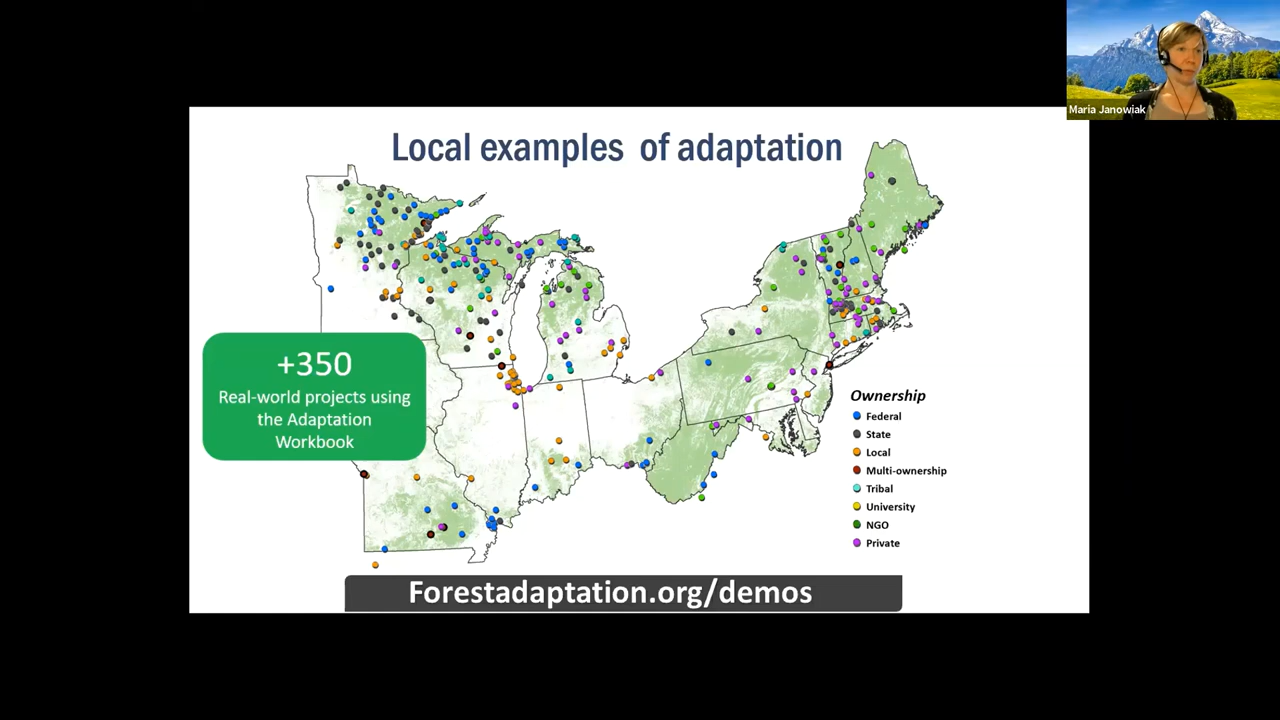 Maria Janowiak
Local examples of adaptation
+350
Real-world projects using
the Adaptation
Workbook
Ownership
Federal
State
Local
Multi-ownership
Tribal
University
NGO
Private
Forestadaptation.org/demos